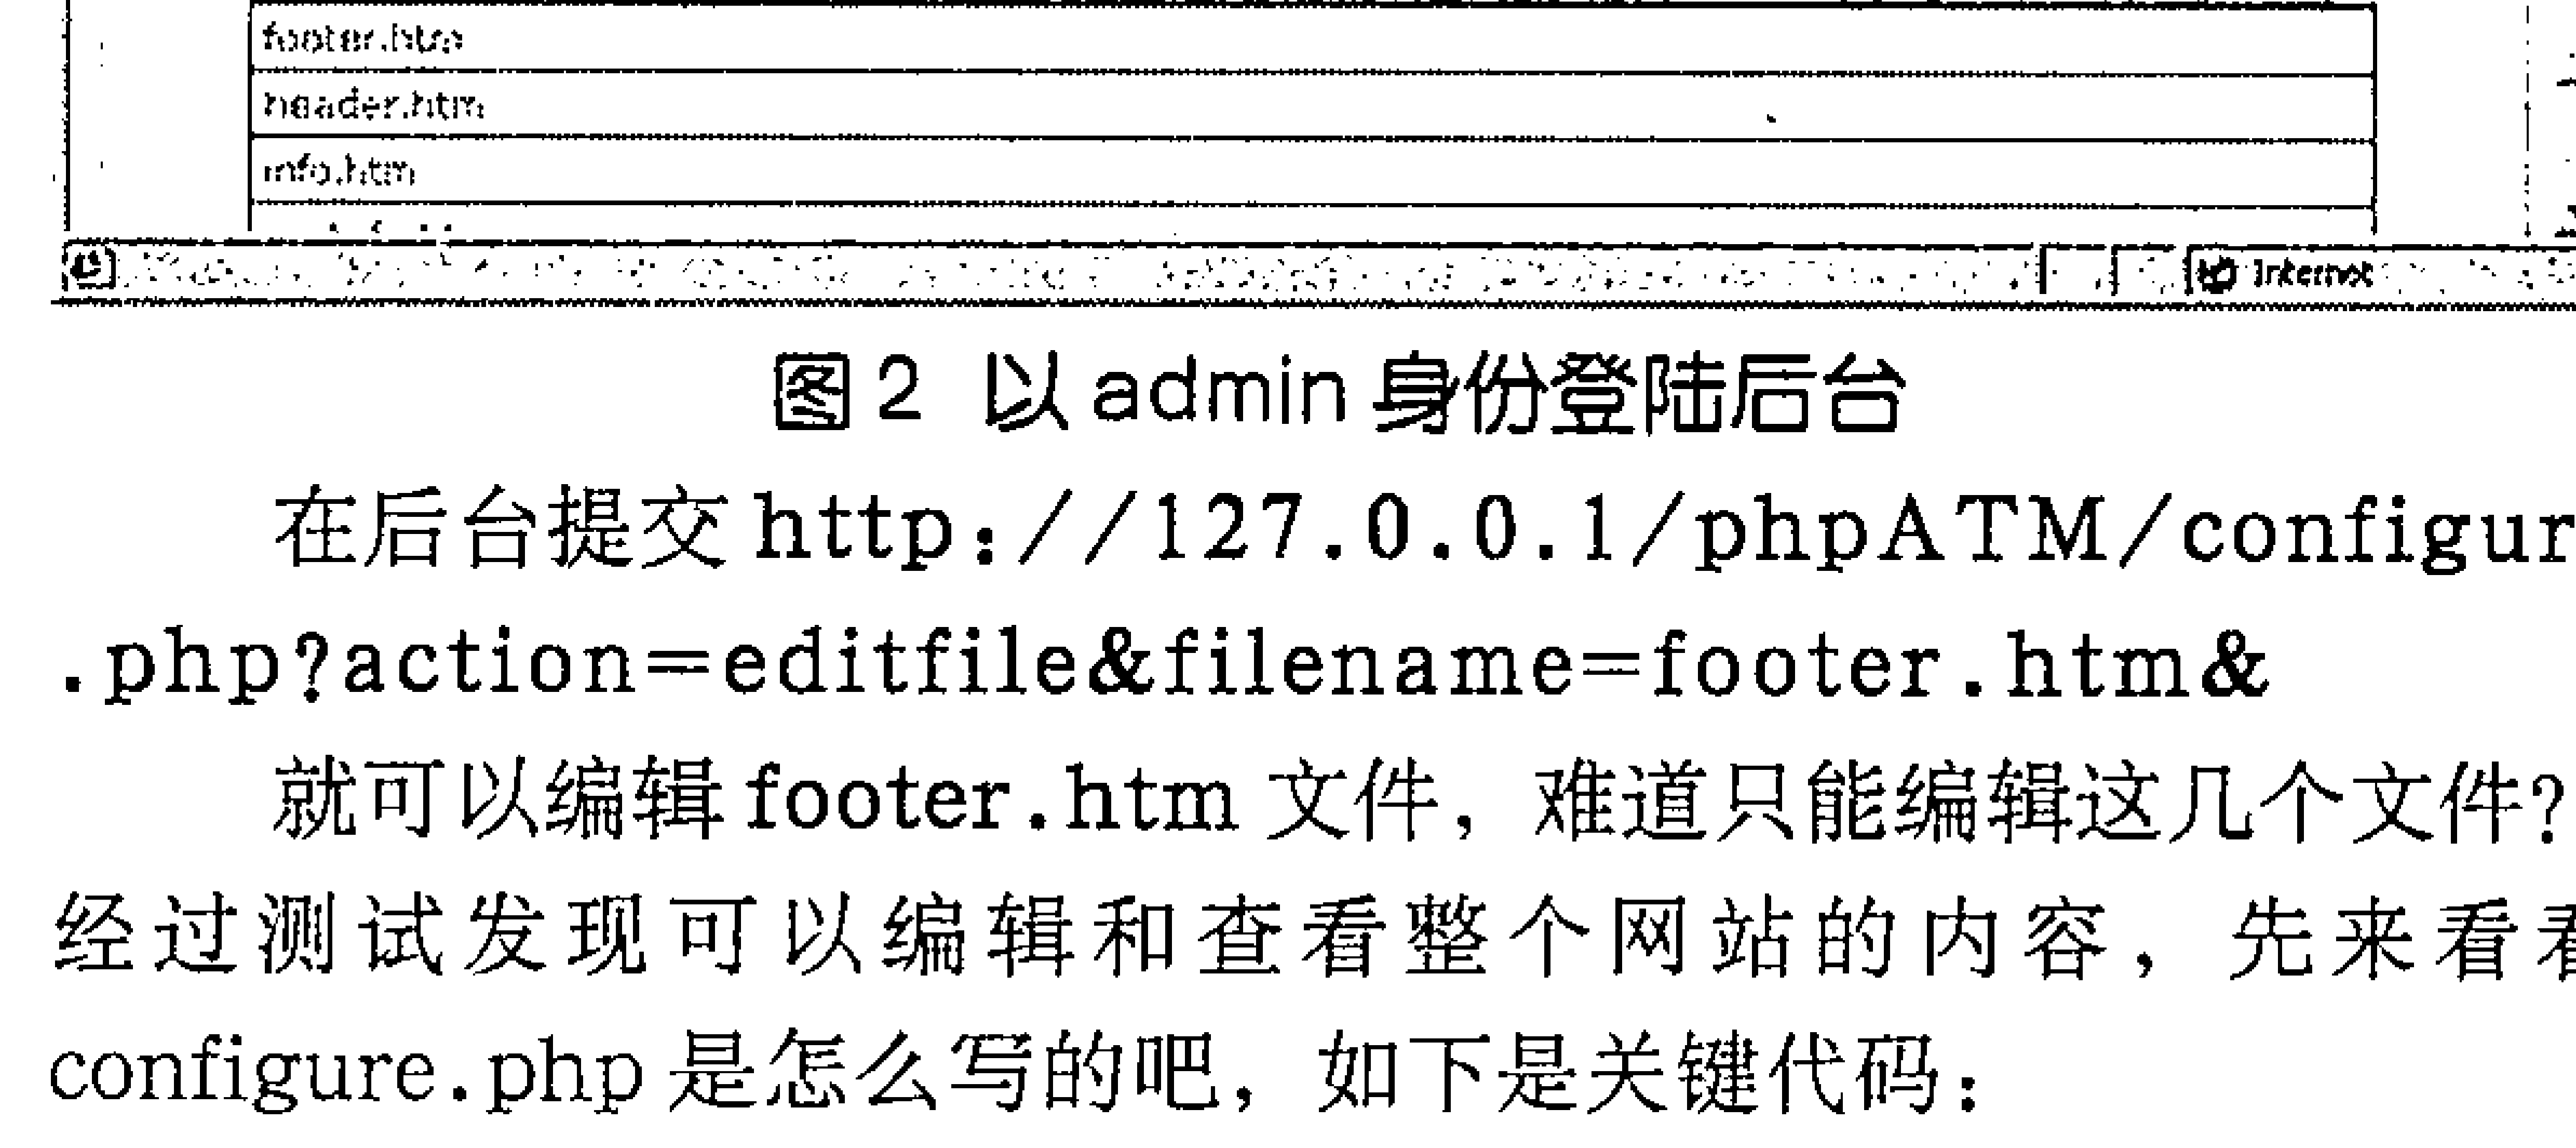 footer.htm
header.htm
info.htm
Internet
图2 以admin身份登陆后台
在后台提交http://127.0.0.1/phpATM/configur
.php?action=editfile&filename=footer.htm&
就可以编辑footer.htm文件，难道只能编辑这几个文件?
经过测试发现可以编辑和查看整个网站的内容，先来看看
configure.php是怎么写的吧，如下是关键代码：